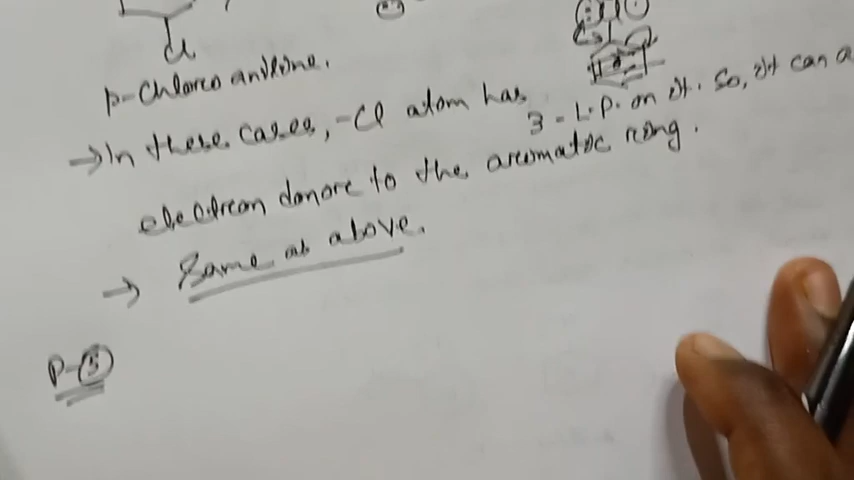 Cl
p-Chloro aniline.
→ In these cases, -Cl atom has 3-L.P. on it. So, it can a
electron donor to the aromatic ring.
→ Same as above.
P-5